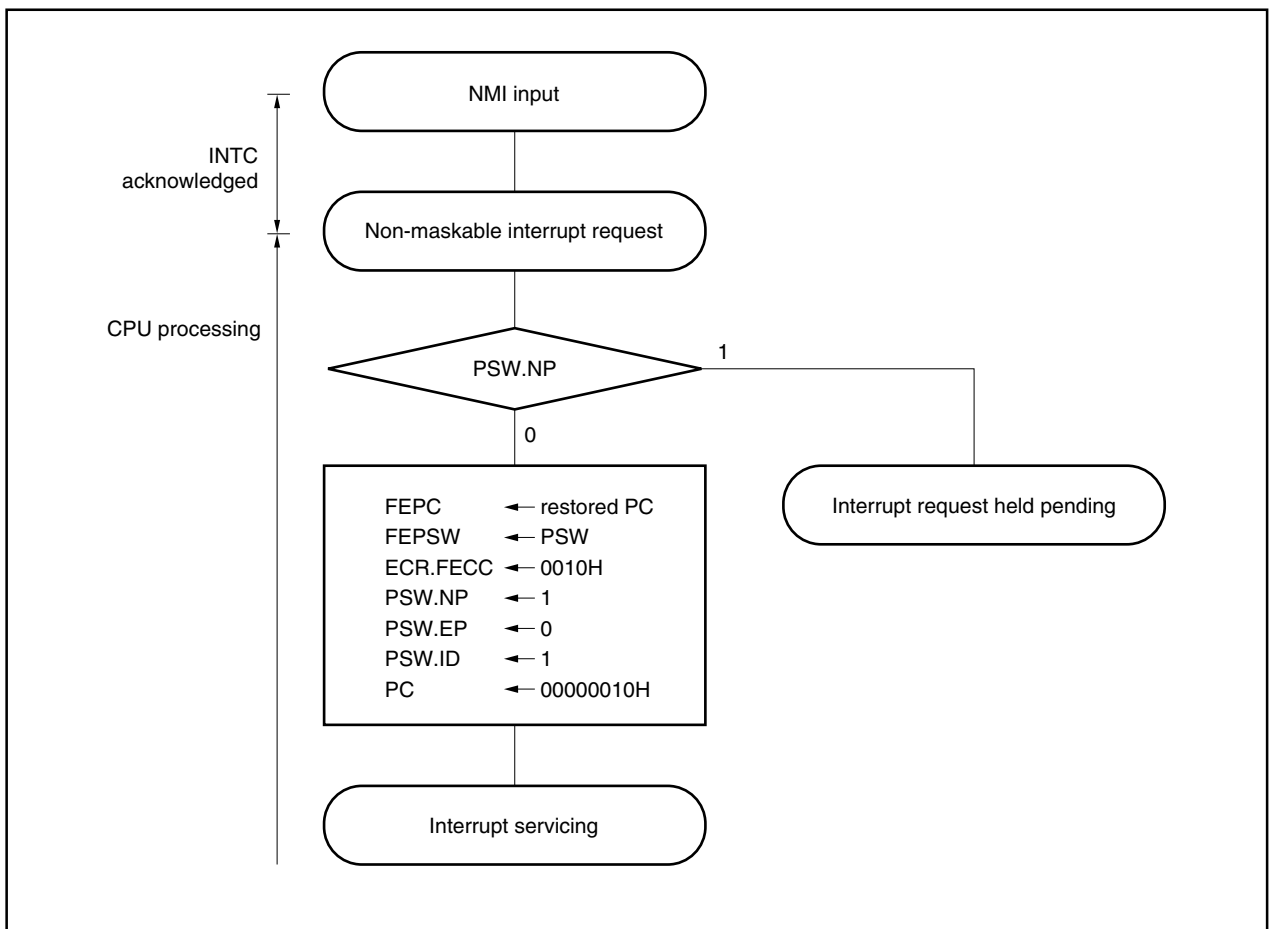 NMI input
INTC
acknowledged
Non-maskable interrupt request
CPU processing
PSW.NP
1
0
FEPC ← restored PC
FEPSW ← PSW
ECR.FECC ← 0010H
PSW.NP ← 1
PSW.EP ← 0
PSW.ID ← 1
PC ← 00000010H
Interrupt request held pending
Interrupt servicing